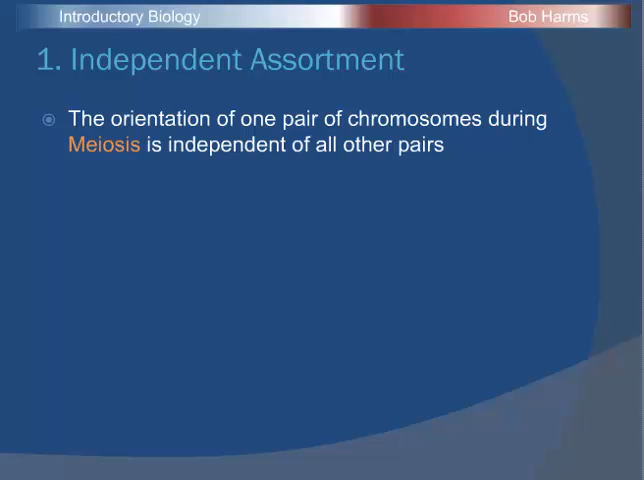 Introductory Biology
Bob Harms
1. Independent Assortment
The orientation of one pair of chromosomes during
Meiosis is independent of all other pairs